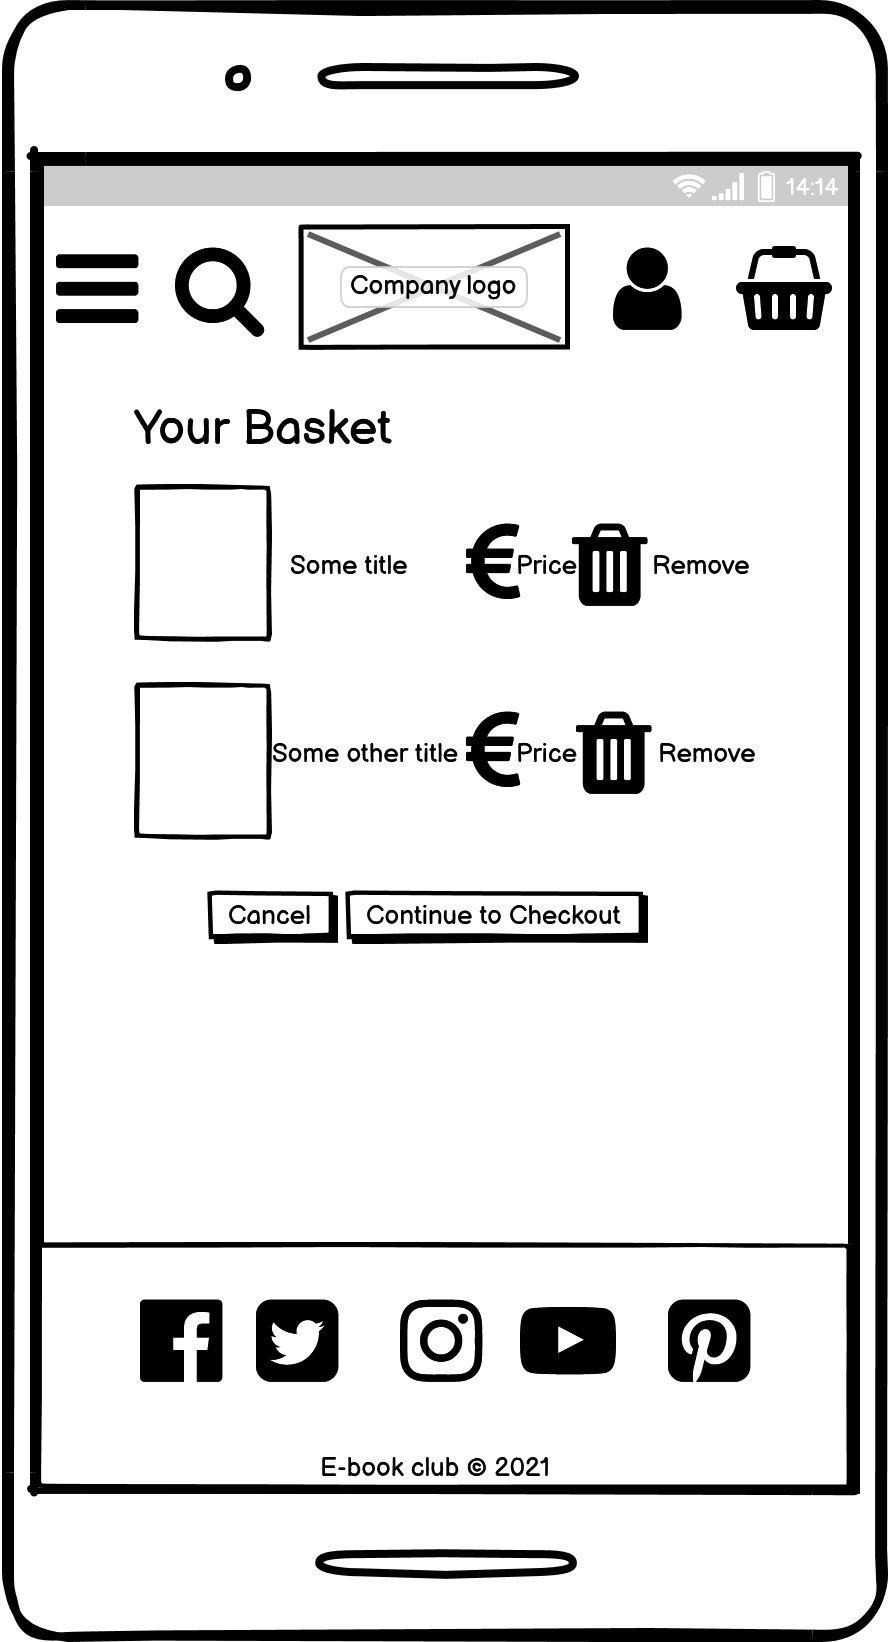 14:14
Company logo
Your Basket
Some title € Price Remove
Some other title € Price Remove
Cancel Continue to Checkout
E-book club © 2021